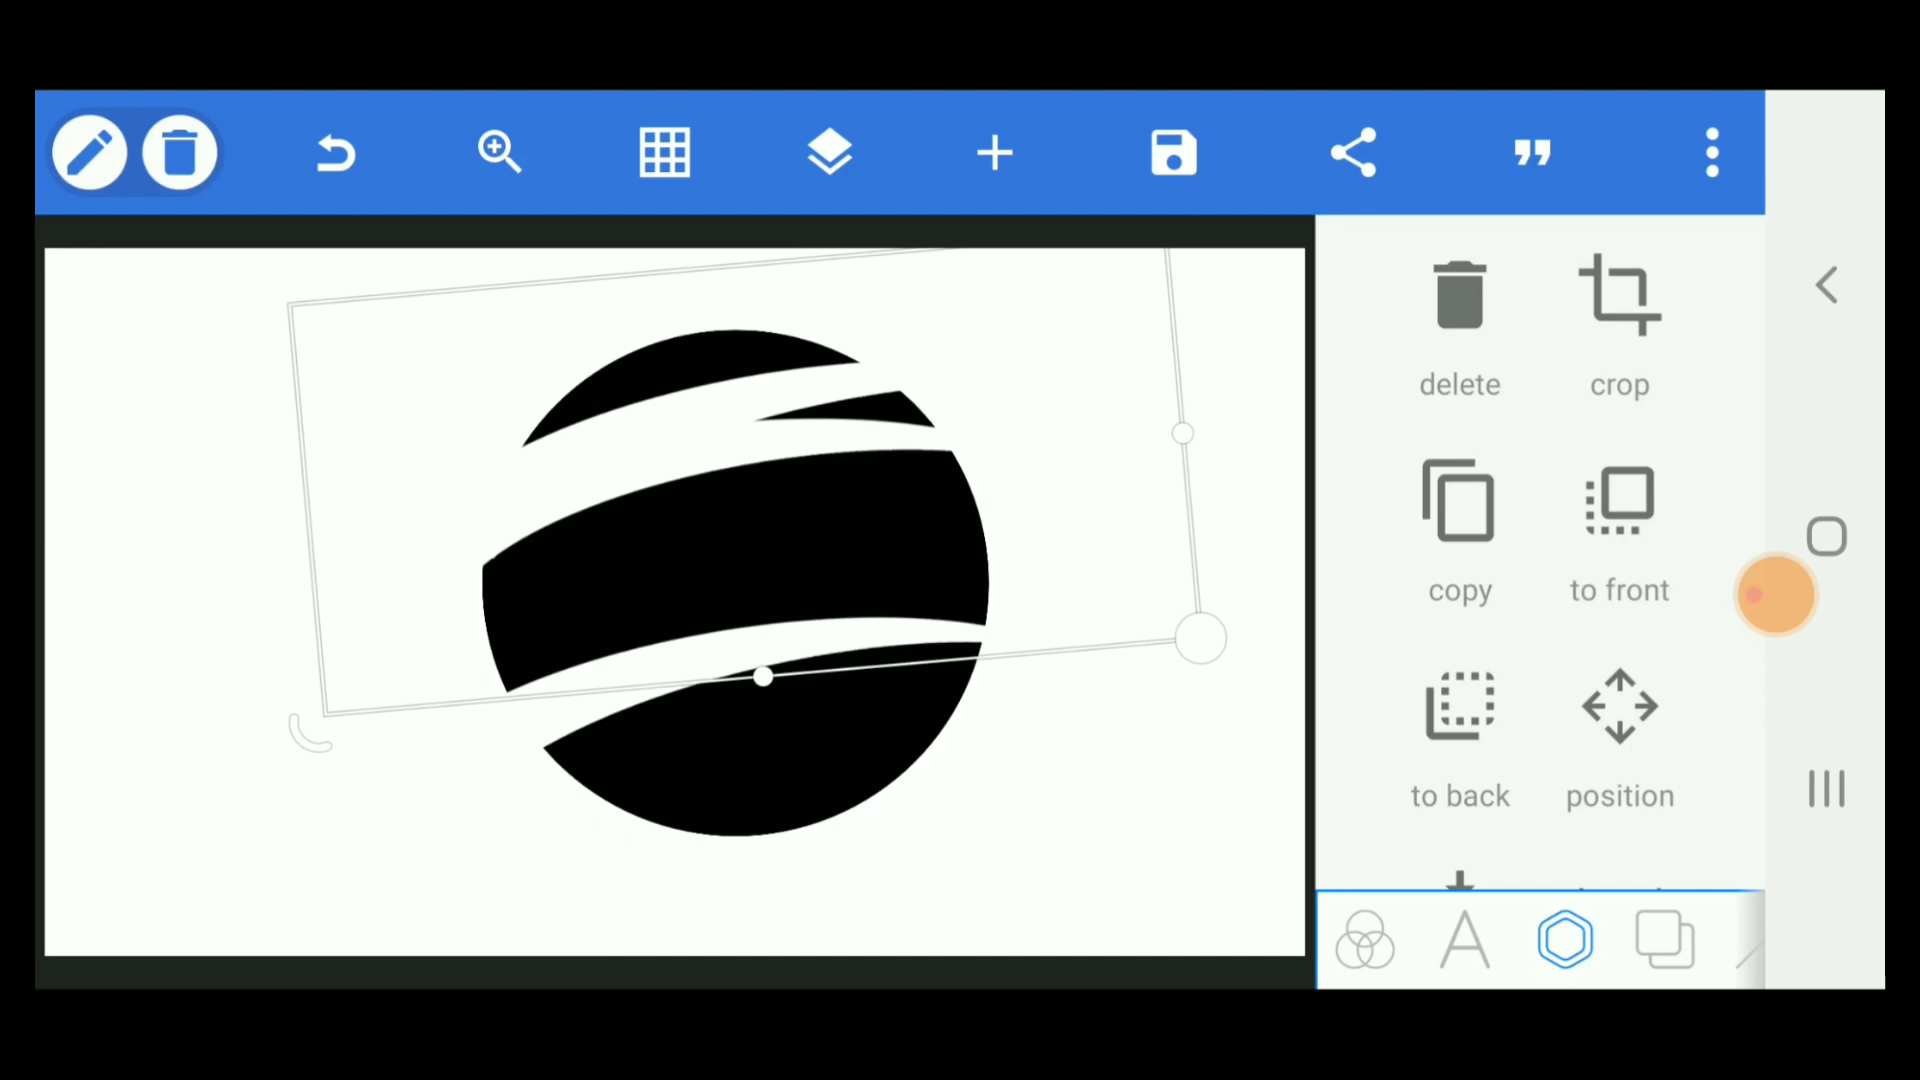 delete
crop
copy
to front
to back
position